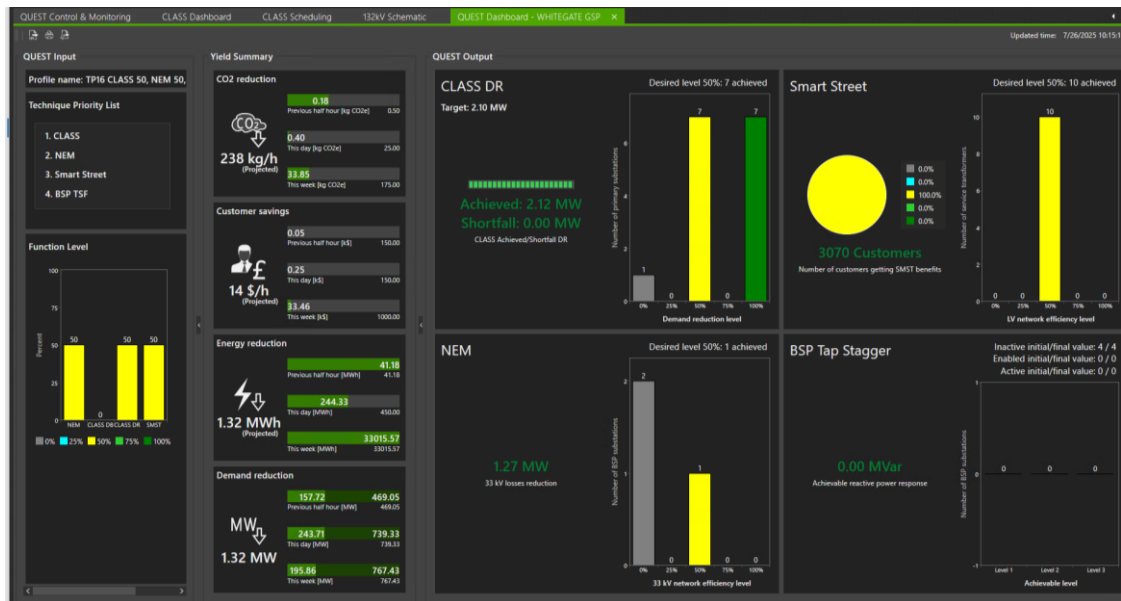 QUEST Control & Monitoring
CLASS Dashboard
CLASS Scheduling
132kV Schematic
QUEST Dashboard - WHITEGATE GSP ×
Updated time: 7/26/2025 10:15:1
QUEST Input
Profile name: TP16 CLASS 50, NEM 50,
Technique Priority List
1. CLASS
2. NEM
3. Smart Street
4. BSP TSF
Function Level
100
75
50
25
0
Percent
50
0
50
50
NEM
CLASS DB
CLASS DR
SMST
0% 25% 50% 75% 100%
Yield Summary
CO2 reduction
CO2
238 kg/h
(Projected)
0.18
Previous half hour [kg CO2e] 0.50
0.40
This day [kg CO2e] 25.00
33.85
This week [kg CO2e] 175.00
Customer savings
£
14 $/h
(Projected)
0.05
Previous half hour [k$] 150.00
0.25
This day [k$] 150.00
33.46
This week [k$] 1000.00
Energy reduction
1.32 MWh
(Projected)
41.18
Previous half hour [MWh] 41.18
244.33
This day [MWh] 450.00
33015.57
This week [MWh] 33015.57
Demand reduction
MW
1.32 MW
157.72 469.05
Previous half hour [MW] 469.05
243.71 739.33
This day [MW] 739.33
195.86 767.43
This week [MW] 767.43
QUEST Output
CLASS DR
Target: 2.10 MW
Desired level 50%: 7 achieved
Achieved: 2.12 MW
Shortfall: 0.00 MW
CLASS Achieved/Shortfall DR
Number of primary substations
6
4
2
0
1
0
7
0
7
0% 25% 50% 75% 100%
Demand reduction level
Smart Street
Desired level 50%: 10 achieved
0.0%
0.0%
100.0%
0.0%
0.0%
3070 Customers
Number of customers getting SMST benefits
Number of service transformers
10
8
6
4
2
0
0
0
10
0
0
0% 25% 50% 75% 100%
LV network efficiency level
NEM
Desired level 50%: 1 achieved
1.27 MW
33 kV losses reduction
Number of BSP substations
2
1
0
2
0
1
0
0
0% 25% 50% 75% 100%
33 kV network efficiency level
BSP Tap Stagger
Inactive initial/final value: 4 / 4
Enabled initial/final value: 0 / 0
Active initial/final value: 0 / 0
0.00 MVar
Achievable reactive power response
Number of BSP substations
1
0
-1
0
0
0
Level 1 Level 2 Level 3
Achievable level